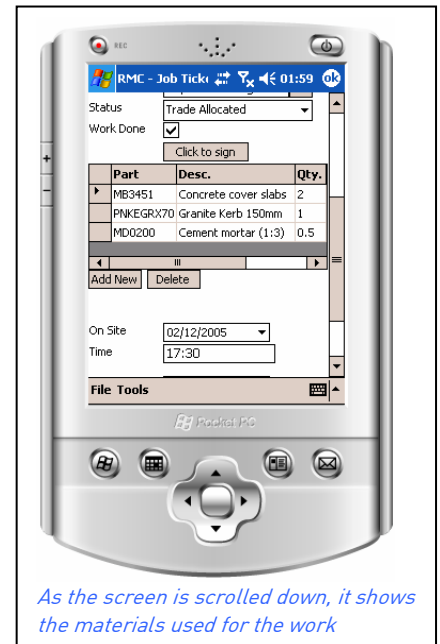 REC
RMC - Job Ticke 01:59 ok
Status Trade Allocated
Work Done
Click to sign
Part Desc. Qty.
MB3451 Concrete cover slabs 2
PNKEGRX70 Granite Kerb 150mm 1
MD0200 Cement mortar (1:3) 0.5
Add New Delete
On Site 02/12/2005
Time 17:30
File Tools
Pocket PC
As the screen is scrolled down, it shows
the materials used for the work